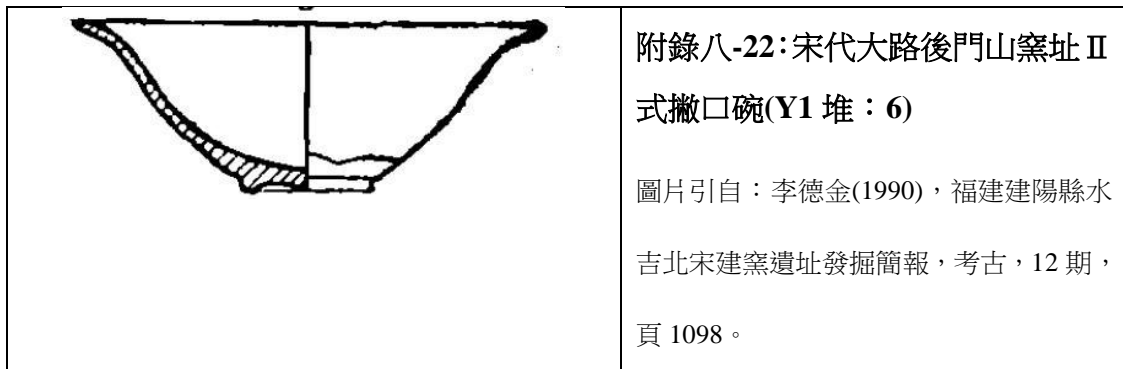 附錄八-22：宋代大路後門山窯址Ⅱ
式撇口碗(Y1 堆：6)
圖片引自：李德金(1990)，福建建陽縣水
吉北宋建窯遺址發掘簡報，考古，12 期，
頁 1098。